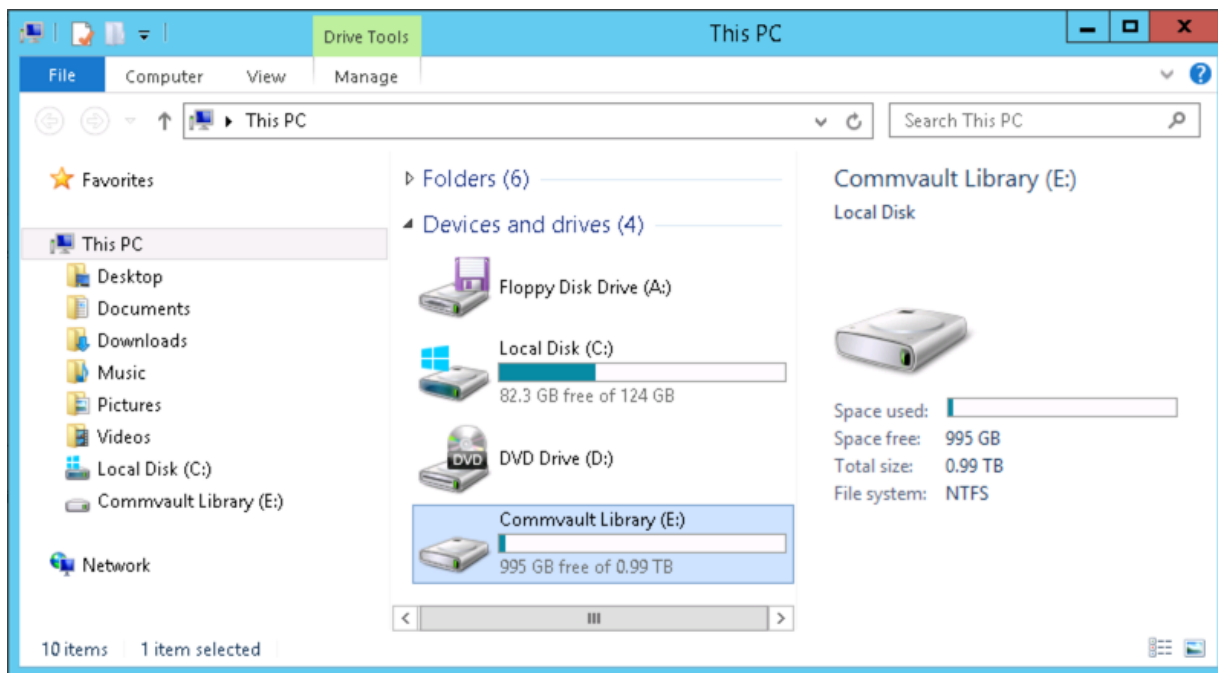 Drive Tools
This PC
File
Computer
View
Manage
This PC
Search This PC
Favorites
This PC
Desktop
Documents
Downloads
Music
Pictures
Videos
Local Disk (C:)
Commvault Library (E:)
Network
Folders (6)
Devices and drives (4)
Floppy Disk Drive (A:)
Local Disk (C:)
82.3 GB free of 124 GB
DVD
DVD Drive (D:)
Commvault Library (E:)
995 GB free of 0.99 TB
Commvault Library (E:)
Local Disk
Space used:
Space free: 995 GB
Total size: 0.99 TB
File system: NTFS
10 items 1 item selected